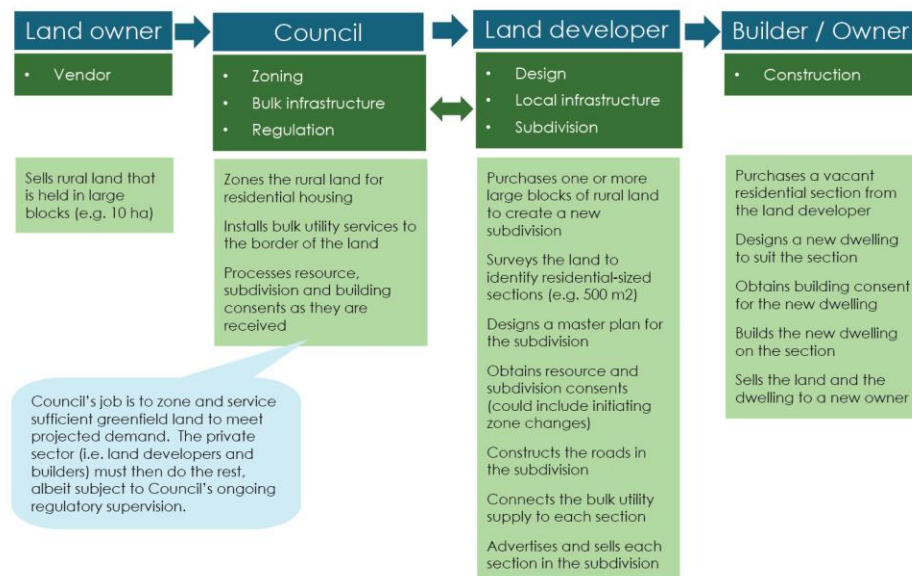 Land owner
• Vendor
Sells rural land that
is held in large
blocks (e.g. 10 ha)
Council
• Zoning
• Bulk infrastructure
• Regulation
Zones the rural land for
residential housing
Installs bulk utility services to
the border of the land
Processes resource,
subdivision and building
consents as they are
received
Council's job is to zone and service
sufficient greenfield land to meet
projected demand.  The private
sector (i.e. land developers and
builders) must then do the rest,
albeit subject to Council's ongoing
regulatory supervision.
Land developer
• Design
• Local infrastructure
• Subdivision
Purchases one or more
large blocks of rural land
to create a new
subdivision
Surveys the land to
identify residential-sized
sections (e.g. 500 m2)
Designs a master plan for
the subdivision
Obtains resource and
subdivision consents
(could include initiating
zone changes)
Constructs the roads in
the subdivision
Connects the bulk utility
supply to each section
Advertises and sells each
section in the subdivision
Builder / Owner
• Construction
Purchases a vacant
residential section from
the land developer
Designs a new dwelling
to suit the section
Obtains building consent
for the new dwelling
Builds the new dwelling
on the section
Sells the land and the
dwelling to a new owner